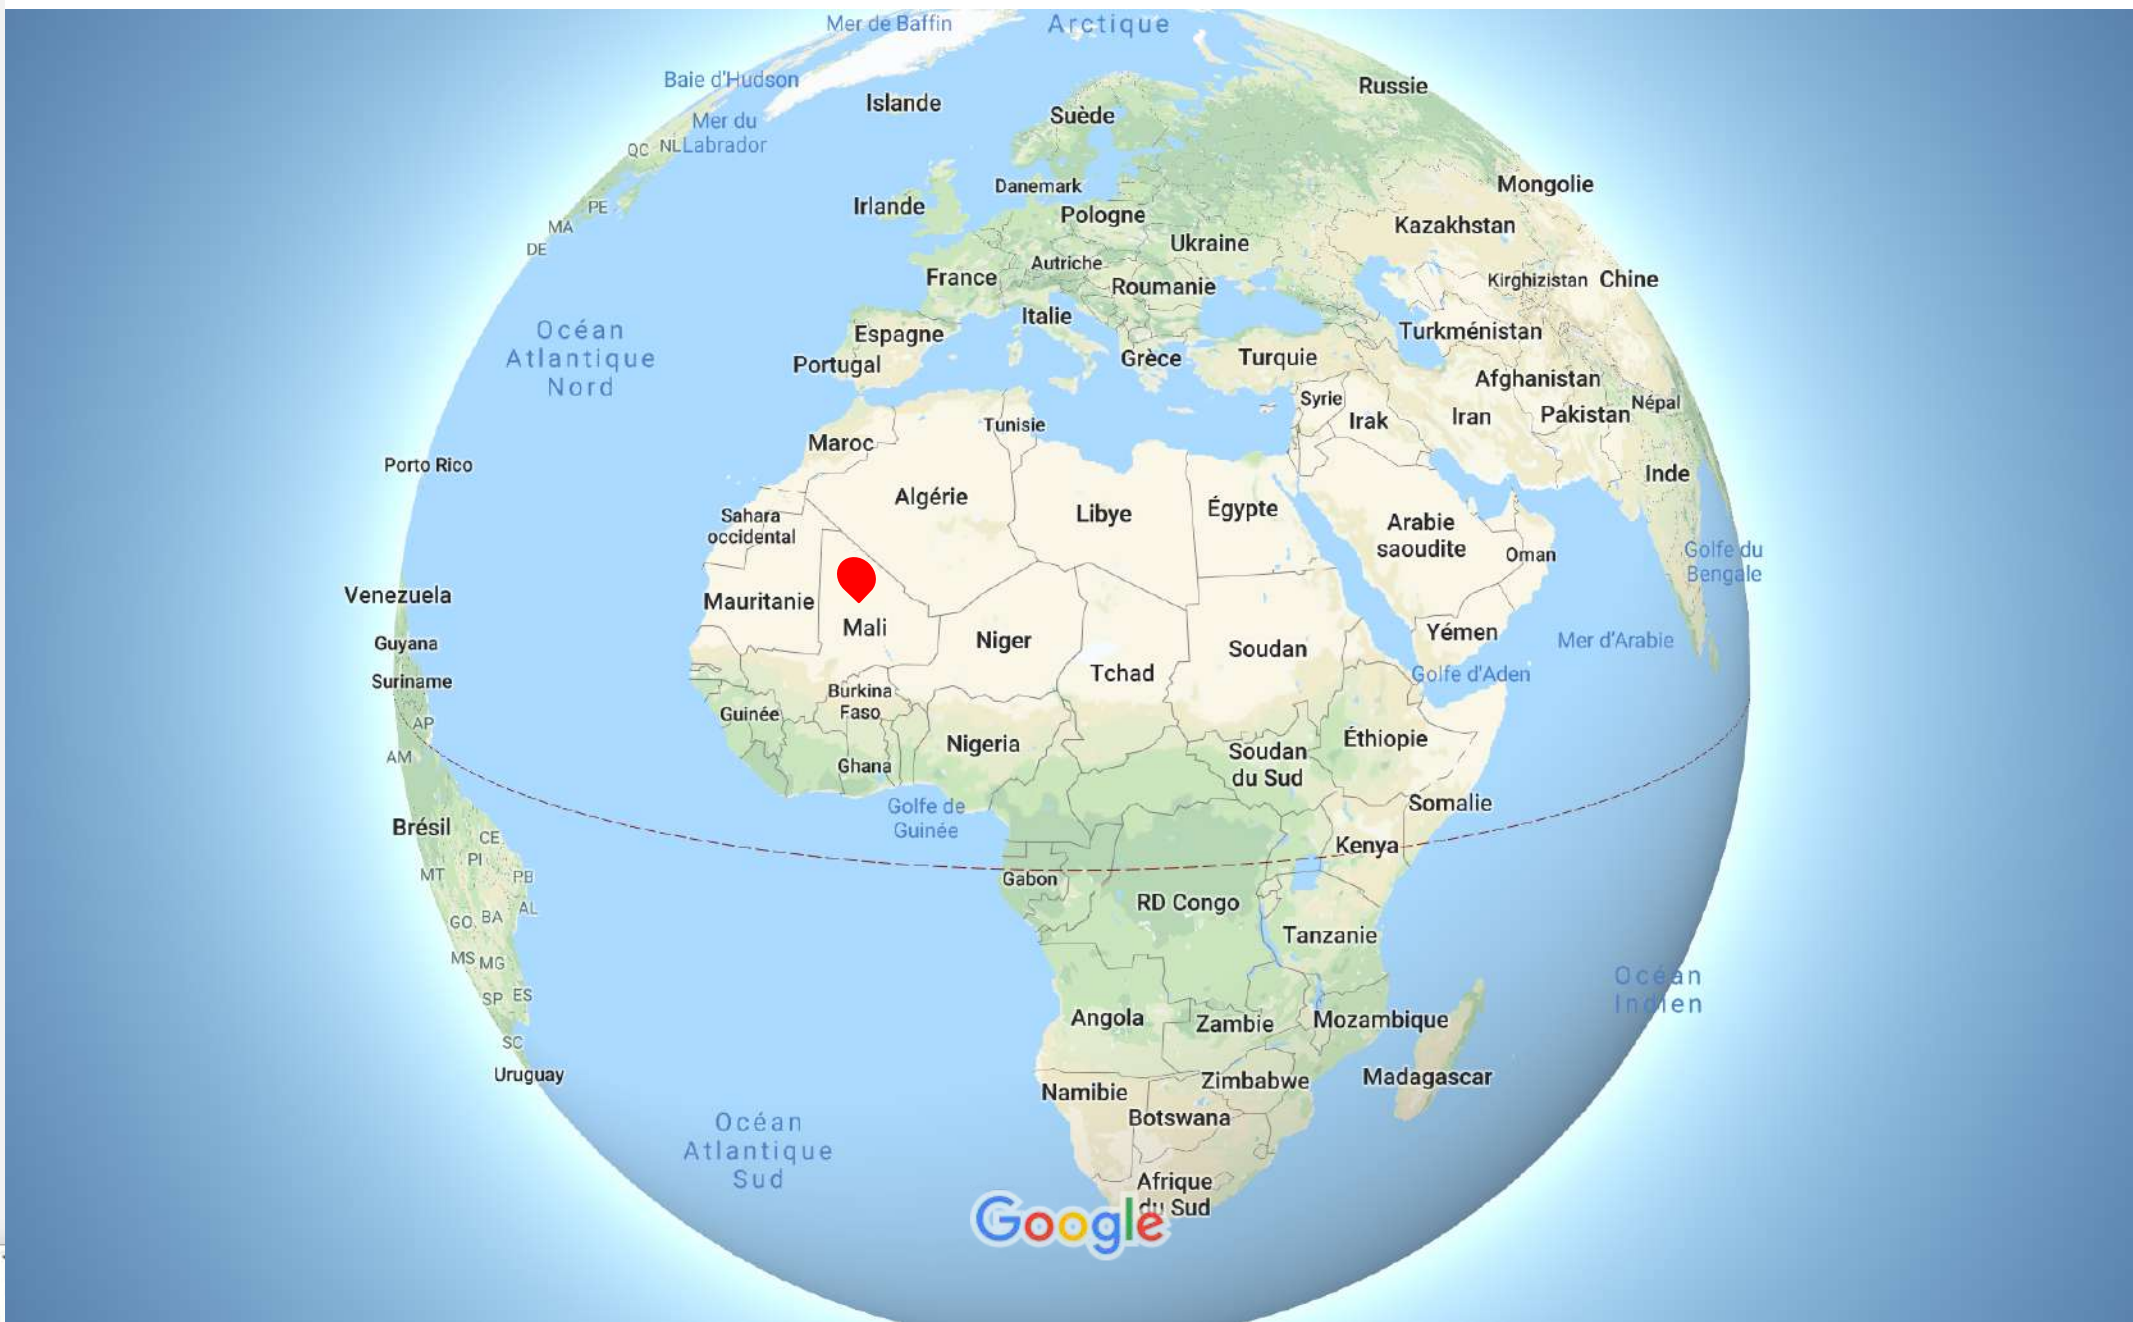 Mer de Baffin
Arctique
Baie d'Hudson
Russie
Islande
Suède
Mer du
Labrador
QC
NL
Mongolie
Danemark
Irlande
PE
Pologne
MA
Kazakhstan
DE
Ukraine
Autriche
France
Roumanie
Kirghizistan
Chine
Italie
Océan
Atlantique
Nord
Espagne
Turkménistan
Portugal
Grèce
Turquie
Afghanistan
Syrie
Népal
Irak
Iran
Pakistan
Tunisie
Maroc
Porto Rico
Inde
Algérie
Libye
Égypte
Sahara
occidental
Arabie
saoudite
Oman
Golfe du
Bengale
Venezuela
Mauritanie
Mali
Yémen
Mer d'Arabie
Guyana
Niger
Soudan
Tchad
Golfe d'Aden
Suriname
Burkina
Faso
Guinée
AP
Nigeria
Éthiopie
AM
Ghana
Soudan
du Sud
Golfe de
Guinée
Somalie
Brésil
CE
Kenya
PI
MT
PB
Gabon
RD Congo
AL
GO
BA
Tanzanie
MS
MG
Océan
Indien
SP
ES
Angola
Zambie
Mozambique
SC
Uruguay
Zimbabwe
Madagascar
Namibie
Botswana
Océan
Atlantique
Sud
Afrique
du Sud
Google